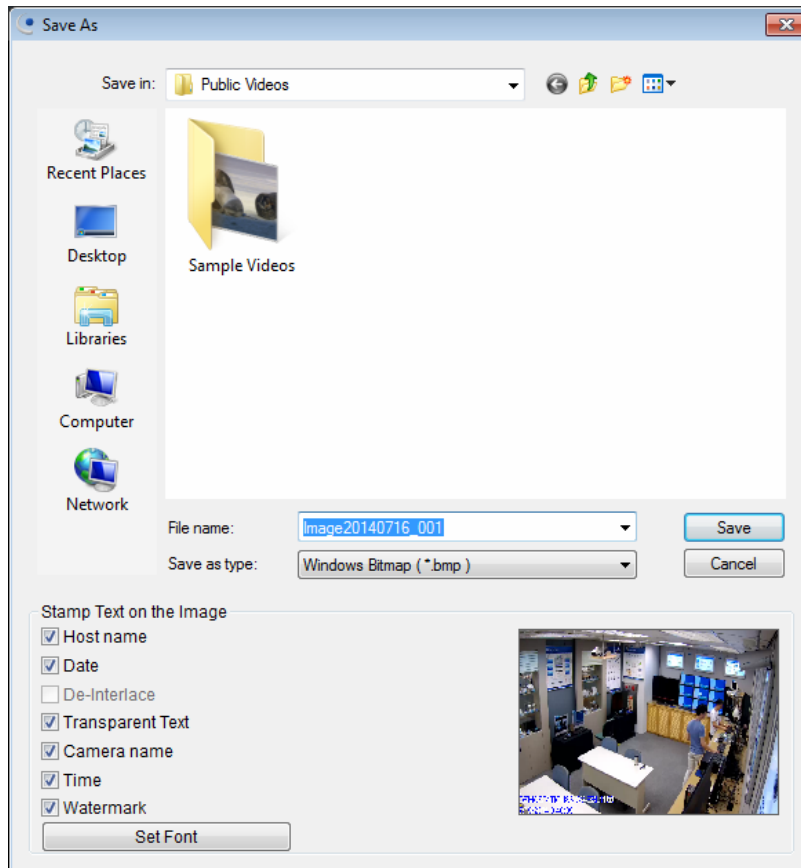 Save As
Save in:
Public Videos
Recent Places
Desktop
Libraries
Computer
Network
Sample Videos
File name:
Image20140716_001
Save
Save as type:
Windows Bitmap ( *.bmp )
Cancel
Stamp Text on the Image
Host name
Date
De-Interlace
Transparent Text
Camera name
Time
Watermark
Set Font